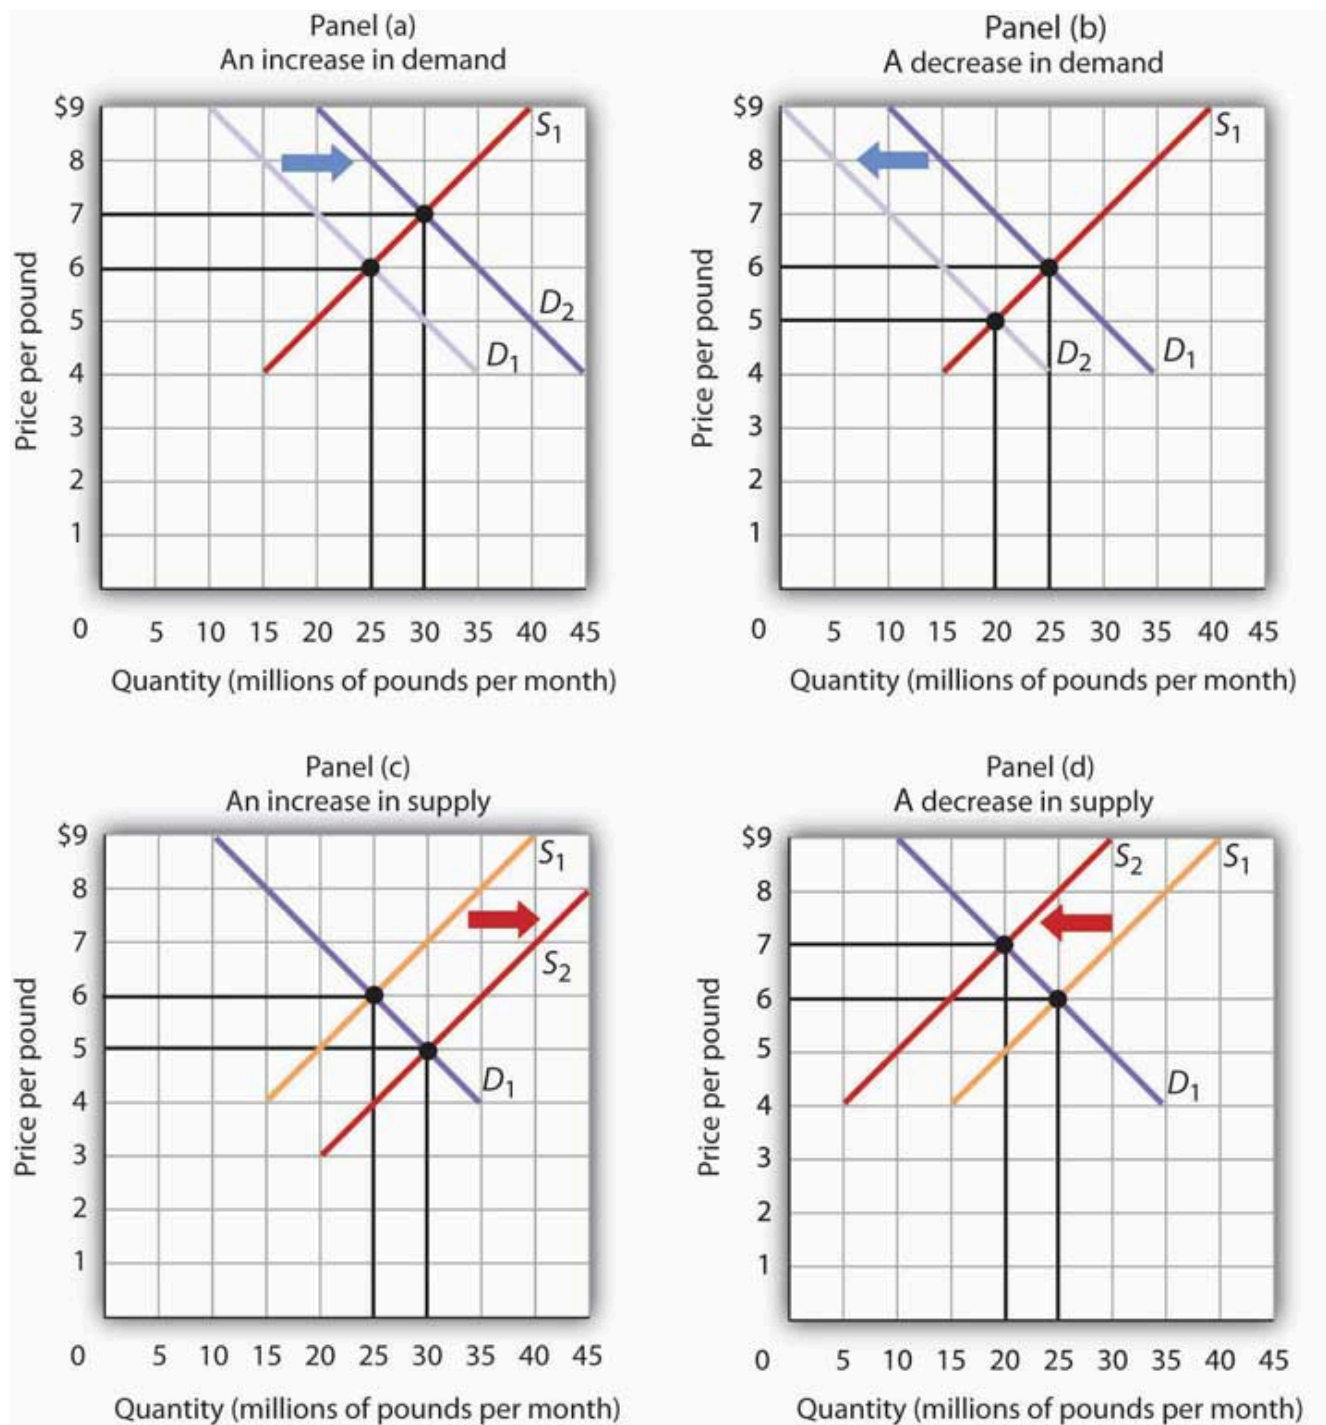 Panel (a)
An increase in demand
$9
8
7
6
5
4
3
2
1
0 5 10 15 20 25 30 35 40 45
Price per pound
S1
D2
D1
Quantity (millions of pounds per month)
Panel (b)
A decrease in demand
$9
8
7
6
5
4
3
2
1
0 5 10 15 20 25 30 35 40 45
Price per pound
S1
D2
D1
Quantity (millions of pounds per month)
Panel (c)
An increase in supply
$9
8
7
6
5
4
3
2
1
0 5 10 15 20 25 30 35 40 45
Price per pound
S1
S2
D1
Quantity (millions of pounds per month)
Panel (d)
A decrease in supply
$9
8
7
6
5
4
3
2
1
0 5 10 15 20 25 30 35 40 45
Price per pound
S2
S1
D1
Quantity (millions of pounds per month)